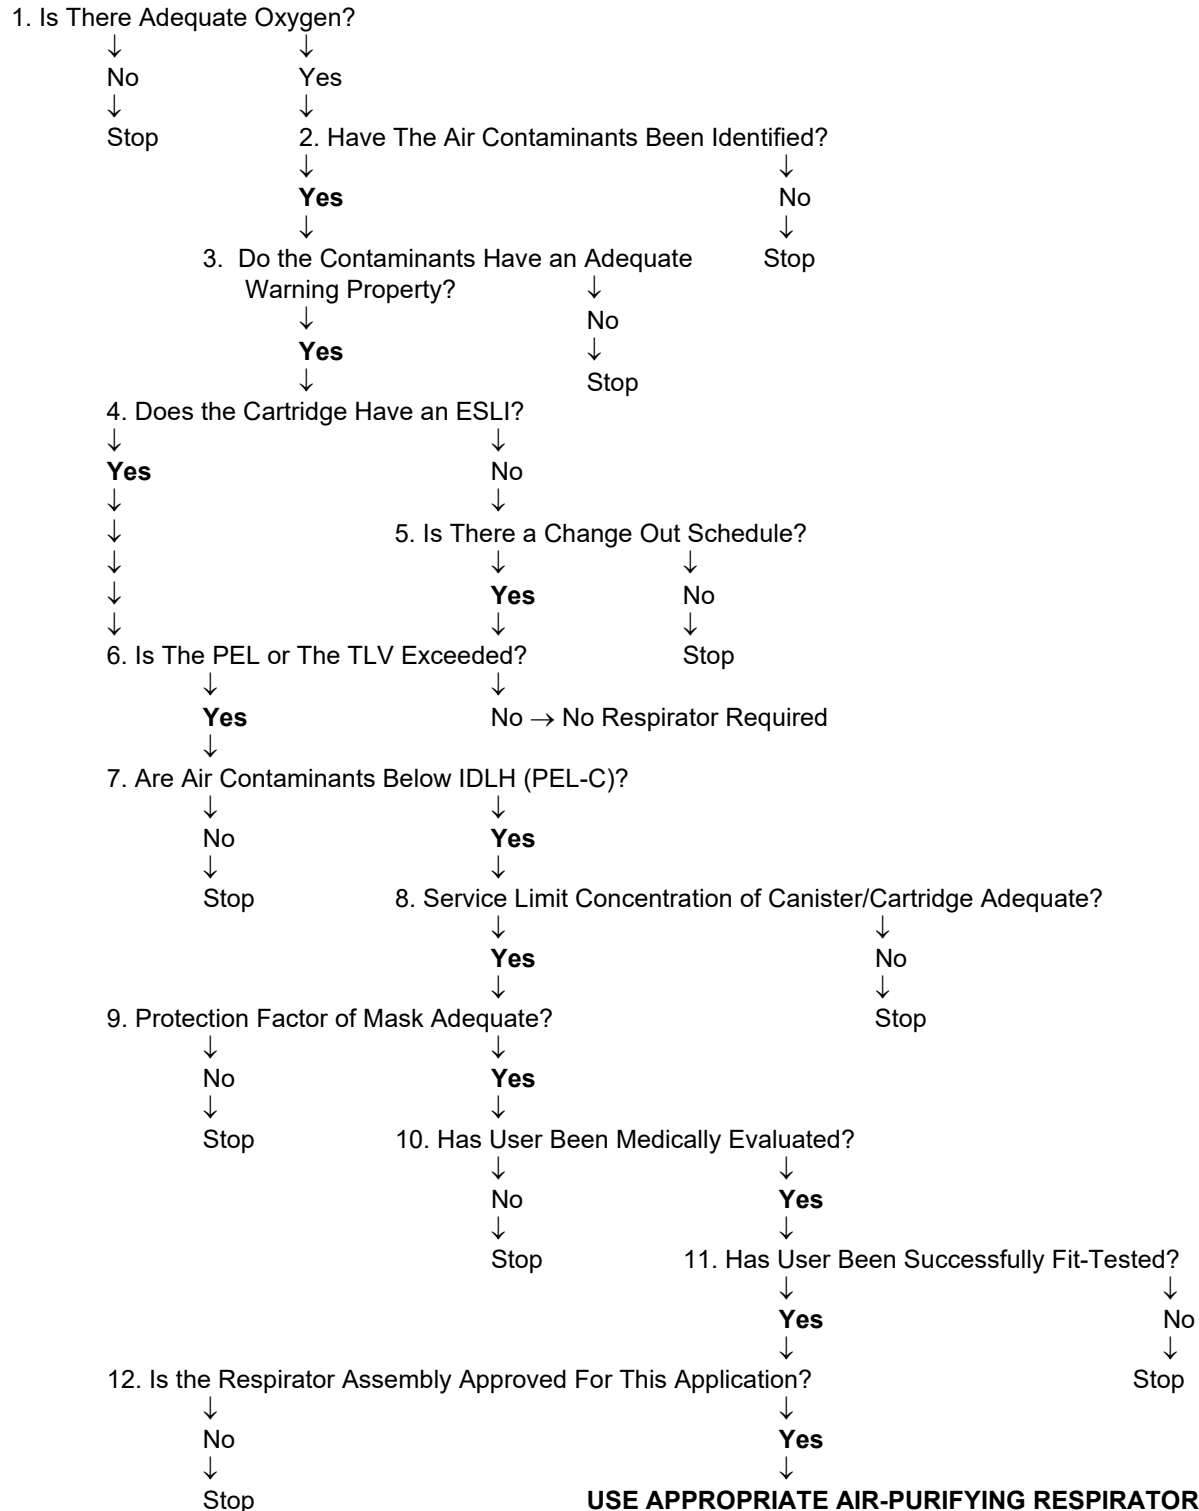 1. Is There Adequate Oxygen?
↓ ↓
No Yes
↓ ↓
Stop 2. Have The Air Contaminants Been Identified?
↓ ↓
Yes No
↓ ↓
3. Do the Contaminants Have an Adequate Stop
Warning Property? ↓
↓ No
Yes ↓
↓ Stop
4. Does the Cartridge Have an ESLI?
↓ ↓
Yes No
↓ ↓
↓ 5. Is There a Change Out Schedule?
↓ ↓ ↓
↓ Yes No
↓ ↓ ↓
6. Is The PEL or The TLV Exceeded? Stop
↓ ↓
Yes No → No Respirator Required
↓
7. Are Air Contaminants Below IDLH (PEL-C)?
↓ ↓
No Yes
↓ ↓
Stop 8. Service Limit Concentration of Canister/Cartridge Adequate?
↓ ↓
Yes No
↓ ↓
9. Protection Factor of Mask Adequate? Stop
↓ ↓
No Yes
↓ ↓
Stop 10. Has User Been Medically Evaluated?
↓ ↓
No Yes
↓ ↓
Stop 11. Has User Been Successfully Fit-Tested?
↓ ↓
Yes No
↓ ↓
12. Is the Respirator Assembly Approved For This Application? Stop
↓ ↓
No Yes
↓ ↓
Stop USE APPROPRIATE AIR-PURIFYING RESPIRATOR